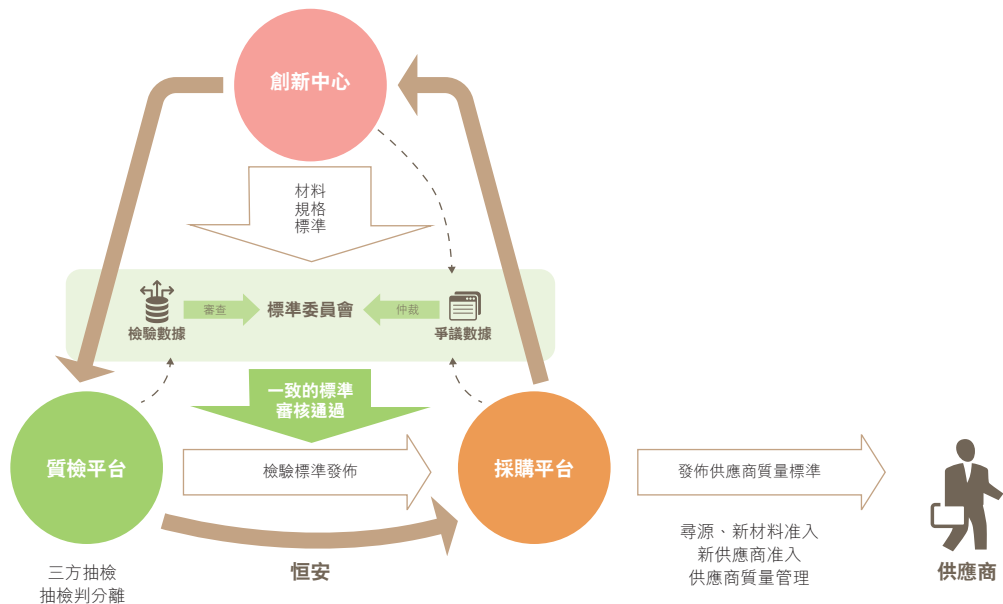 創新中心
材料
規格
標準
審查
標準委員會
仲裁
檢驗數據
爭議數據
一致的標準
審核通過
質檢平台
檢驗標準發佈
採購平台
發佈供應商質量標準
尋源、新材料准入
新供應商准入
供應商質量管理
供應商
恒安
三方抽檢
抽檢判分離